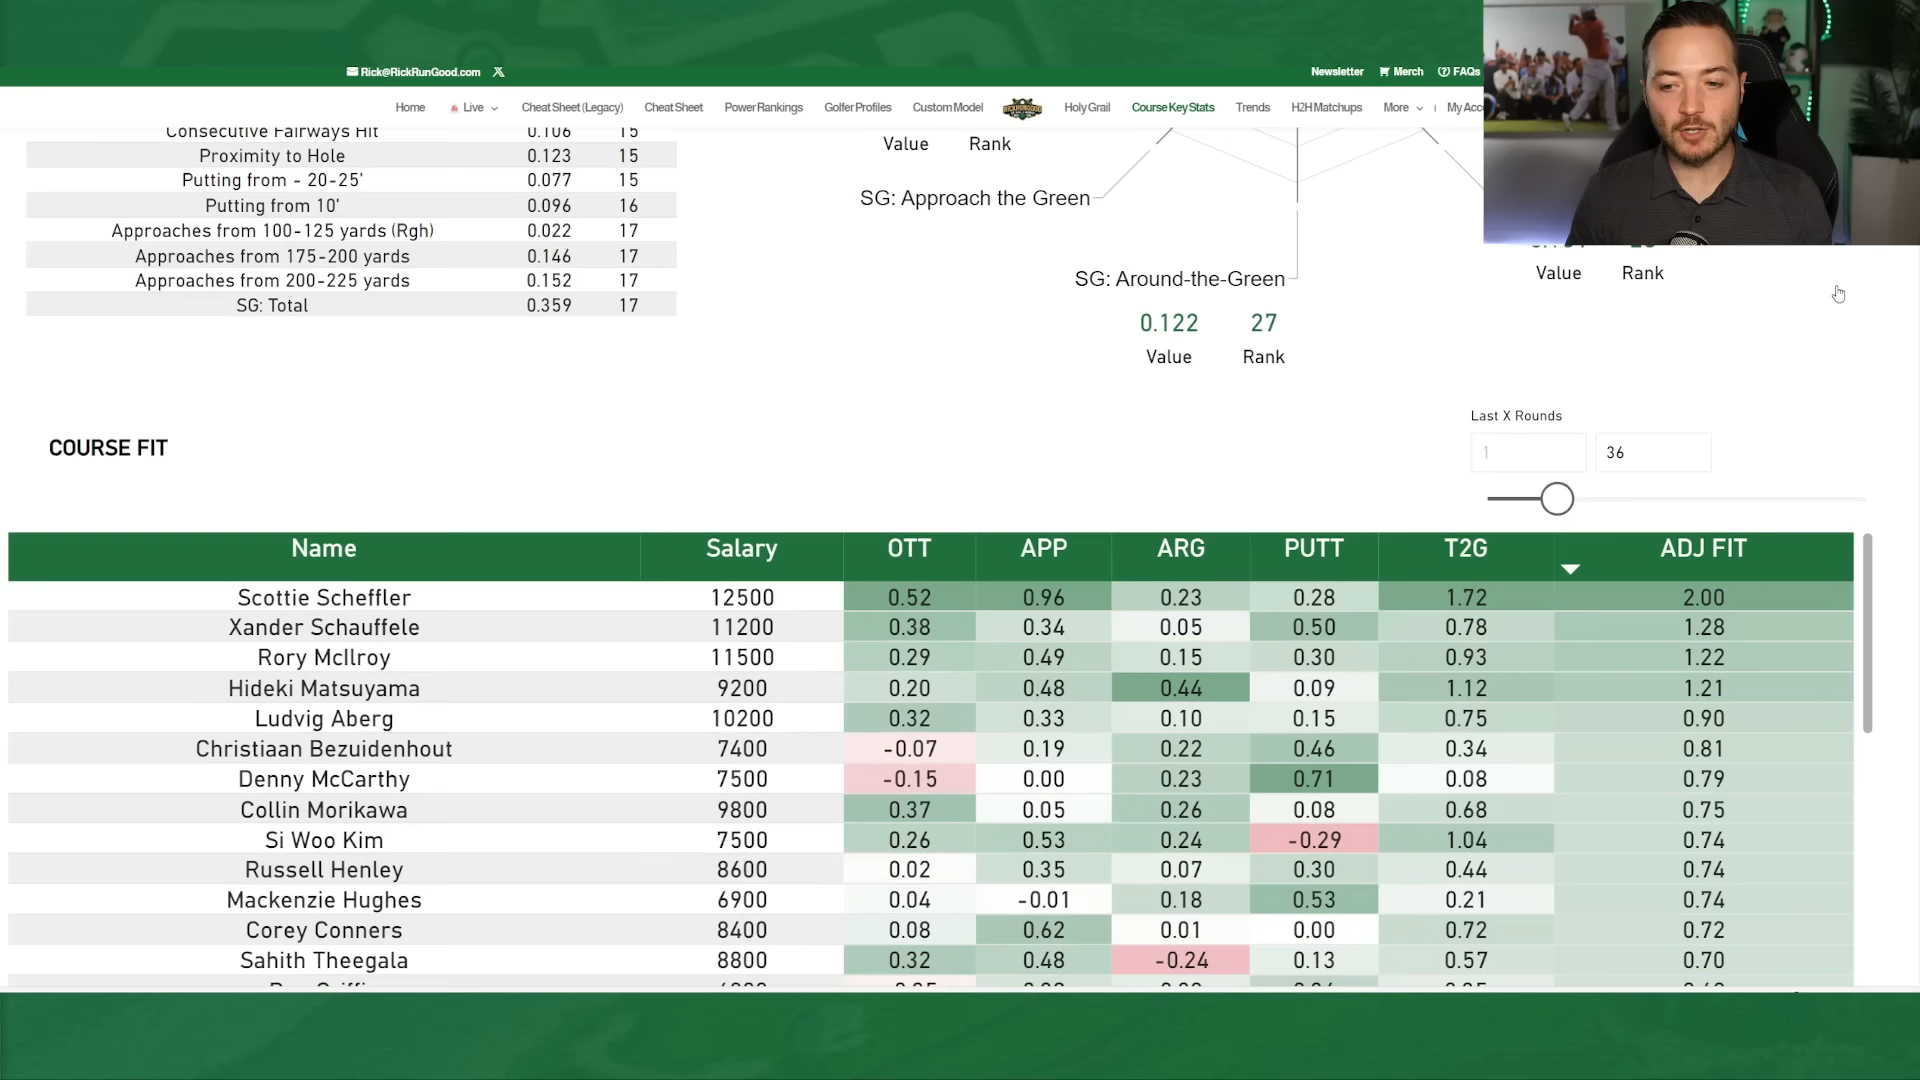 Rick@RickRunGood.com
Newsletter Merch FAQs
Home Live Cheat Sheet (Legacy) Cheat Sheet Power Rankings Golfer Profiles Custom Model Holy Grail Course Key Stats Trends H2H Matchups More My Acc
Consecutive Fairways Hit 0.106 15
Proximity to Hole 0.123 15
Putting from - 20-25' 0.077 15
Putting from 10' 0.096 16
Approaches from 100-125 yards (Rgh) 0.022 17
Approaches from 175-200 yards 0.146 17
Approaches from 200-225 yards 0.152 17
SG: Total 0.359 17
Value Rank
SG: Approach the Green
SG: Around-the-Green
0.122 27
Value Rank
Value Rank
Last X Rounds
1 36
COURSE FIT
Name Salary OTT APP ARG PUTT T2G ADJ FIT
Scottie Scheffler 12500 0.52 0.96 0.23 0.28 1.72 2.00
Xander Schauffele 11200 0.38 0.34 0.05 0.50 0.78 1.28
Rory McIlroy 11500 0.29 0.49 0.15 0.30 0.93 1.22
Hideki Matsuyama 9200 0.20 0.48 0.44 0.09 1.12 1.21
Ludvig Aberg 10200 0.32 0.33 0.10 0.15 0.75 0.90
Christiaan Bezuidenhout 7400 -0.07 0.19 0.22 0.46 0.34 0.81
Denny McCarthy 7500 -0.15 0.00 0.23 0.71 0.08 0.79
Collin Morikawa 9800 0.37 0.05 0.26 0.08 0.68 0.75
Si Woo Kim 7500 0.26 0.53 0.24 -0.29 1.04 0.74
Russell Henley 8600 0.02 0.35 0.07 0.30 0.44 0.74
Mackenzie Hughes 6900 0.04 -0.01 0.18 0.53 0.21 0.74
Corey Conners 8400 0.08 0.62 0.01 0.00 0.72 0.72
Sahith Theegala 8800 0.32 0.48 -0.24 0.13 0.57 0.70